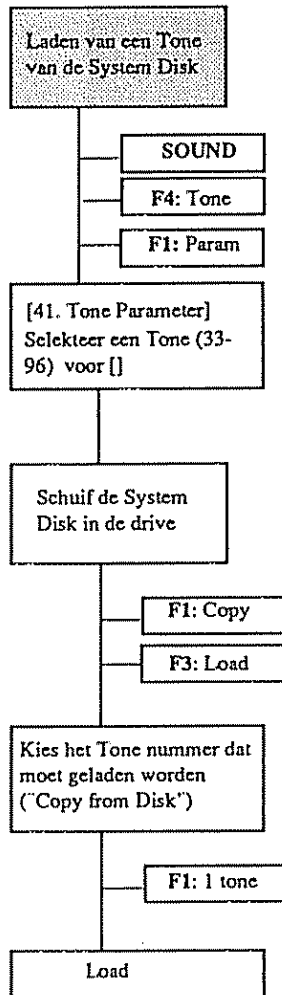 Laden van een Tone
van de System Disk
SOUND
F4: Tone
F1: Param
[41. Tone Parameter]
Selekteer een Tone (33-
96) voor []
Schuif de System
Disk in de drive
F1: Copy
F3: Load
Kies het Tone nummer dat
moet geladen worden
("Copy from Disk")
F1: 1 tone
Load